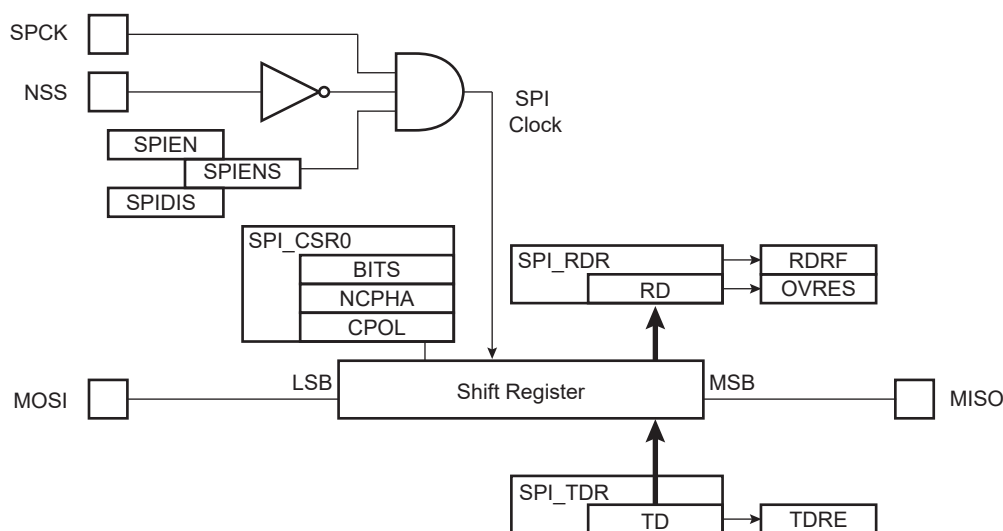 SPCK
NSS
SPI
Clock
SPIEN
SPIENS
SPIDIS
SPI_CSR0
BITS
NCPHA
CPOL
SPI_RDR
RD
RDRF
OVRES
MOSI
LSB
Shift Register
MSB
MISO
SPI_TDR
TD
TDRE